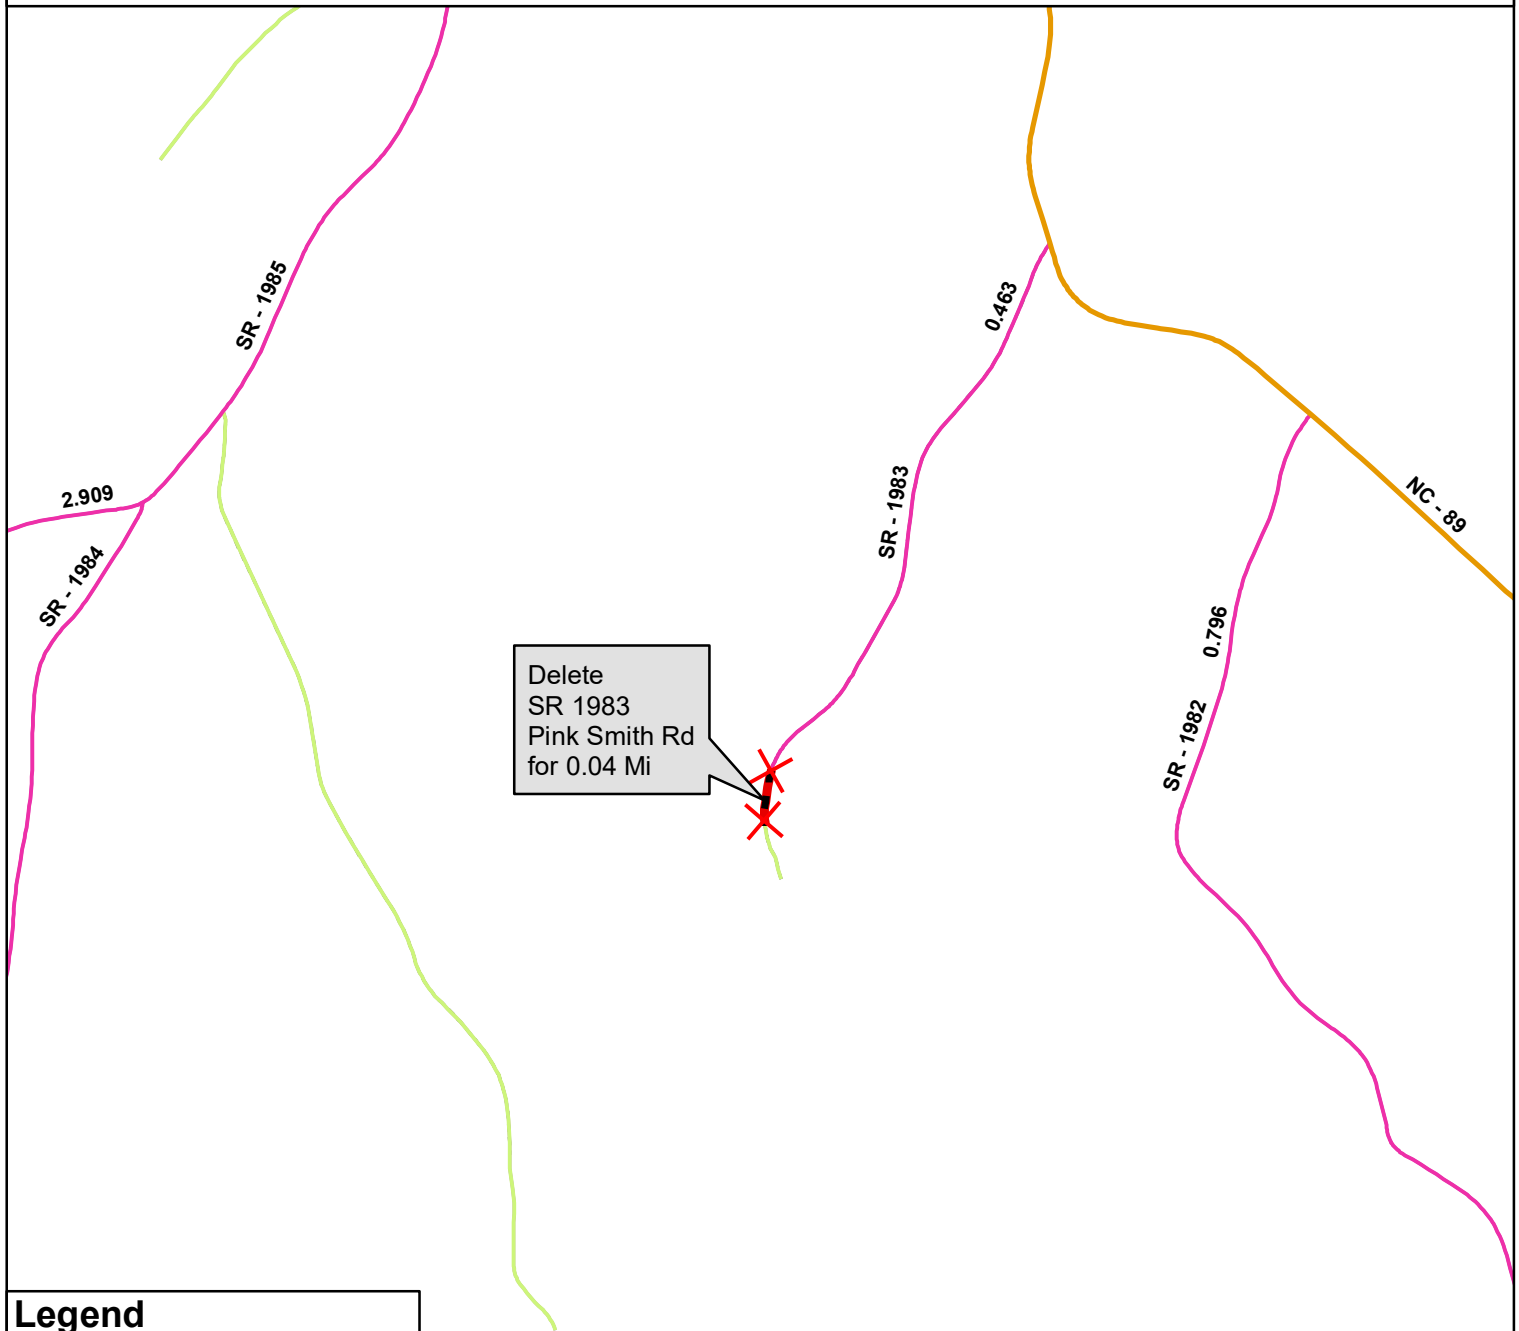 SR - 1985
0.463
2.909
SR - 1983
NC - 89
SR - 1984
0.796
Delete
SR 1983
Pink Smith Rd
for 0.04 Mi
SR - 1982
Legend